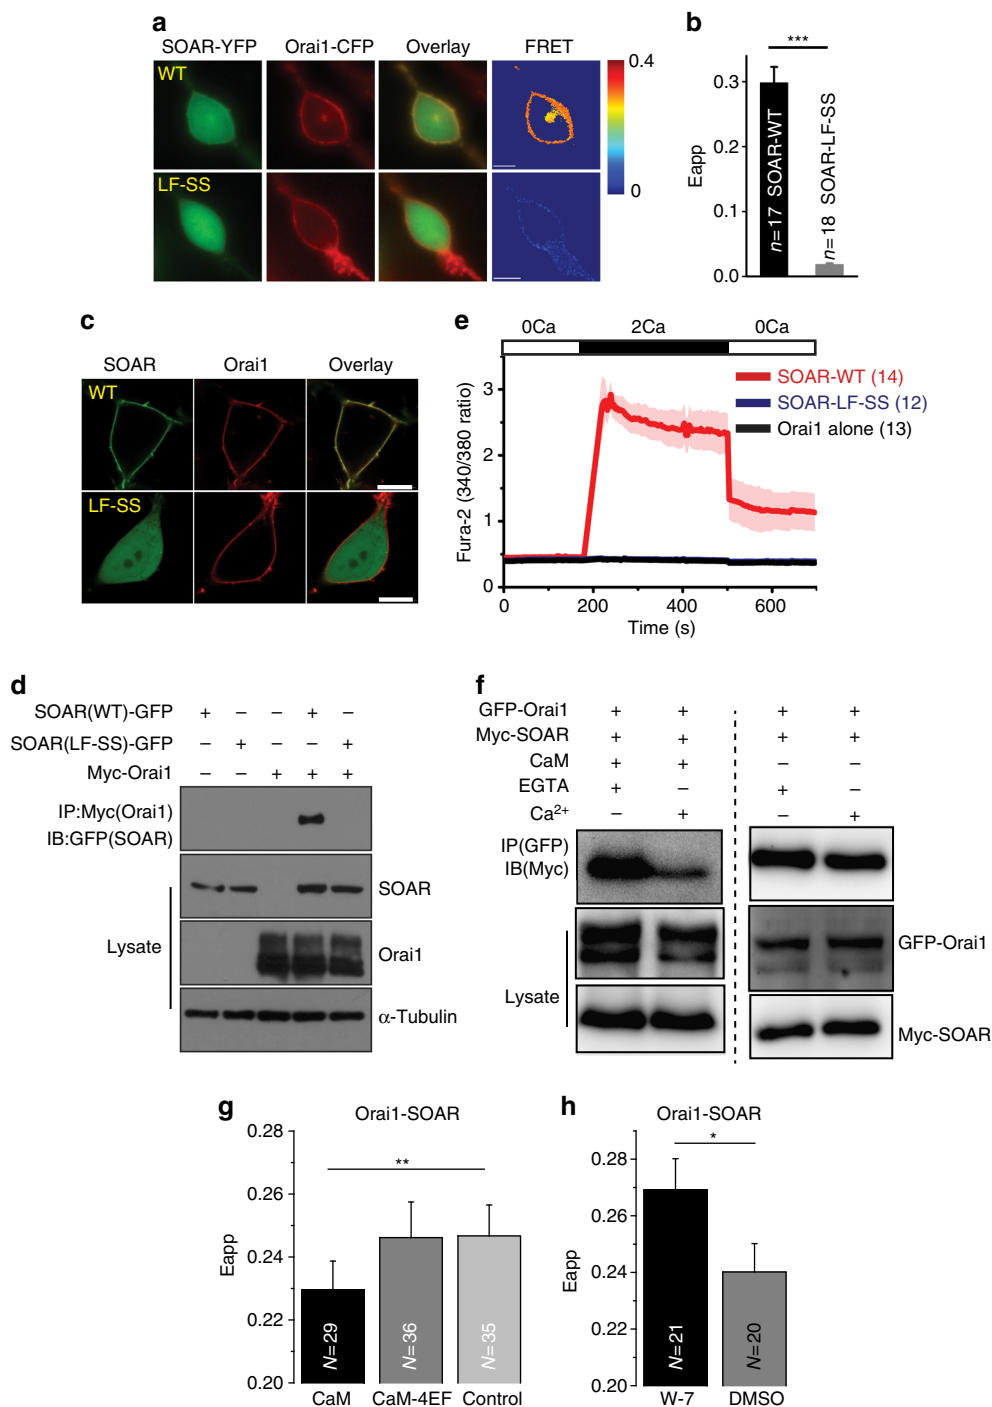 a
SOAR-YFP Orai1-CFP Overlay FRET
WT
LF-SS
0.4
0
b
***
Eapp
0.3
0.2
0.1
0.0
n=17 SOAR-WT
n=18 SOAR-LF-SS
c
SOAR Orai1 Overlay
WT
LF-SS
e
0Ca 2Ca 0Ca
SOAR-WT (14)
SOAR-LF-SS (12)
Orai1 alone (13)
Fura-2 (340/380 ratio)
3
2
1
0
0 200 400 600
Time (s)
d
SOAR(WT)-GFP + – – + –
SOAR(LF-SS)-GFP – + – – +
Myc-Orai1 – – + + +
IP:Myc(Orai1)
IB:GFP(SOAR)
SOAR
Lysate
Orai1
α-Tubulin
f
GFP-Orai1 + + + +
Myc-SOAR + + + +
CaM + + – –
EGTA + – + –
Ca2+ – + – +
IP(GFP)
IB(Myc)
GFP-Orai1
Lysate
Myc-SOAR
g
Orai1-SOAR
**
Eapp
0.28
0.26
0.24
0.22
0.20
N=29
N=36
N=35
CaM CaM-4EF Control
h
Orai1-SOAR
*
Eapp
0.28
0.26
0.24
0.22
0.20
N=21
N=20
W-7 DMSO